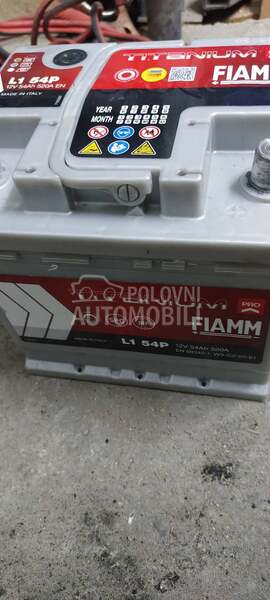 TITANIUM
L1 54P
12V 54Ah 520A EN
MADE IN ITALY
FIAMM
YEAR
MONTH
PRO
POLOVNI
AUTOMOBILI
FIAMM
L1 54P
12V 54Ah 520A